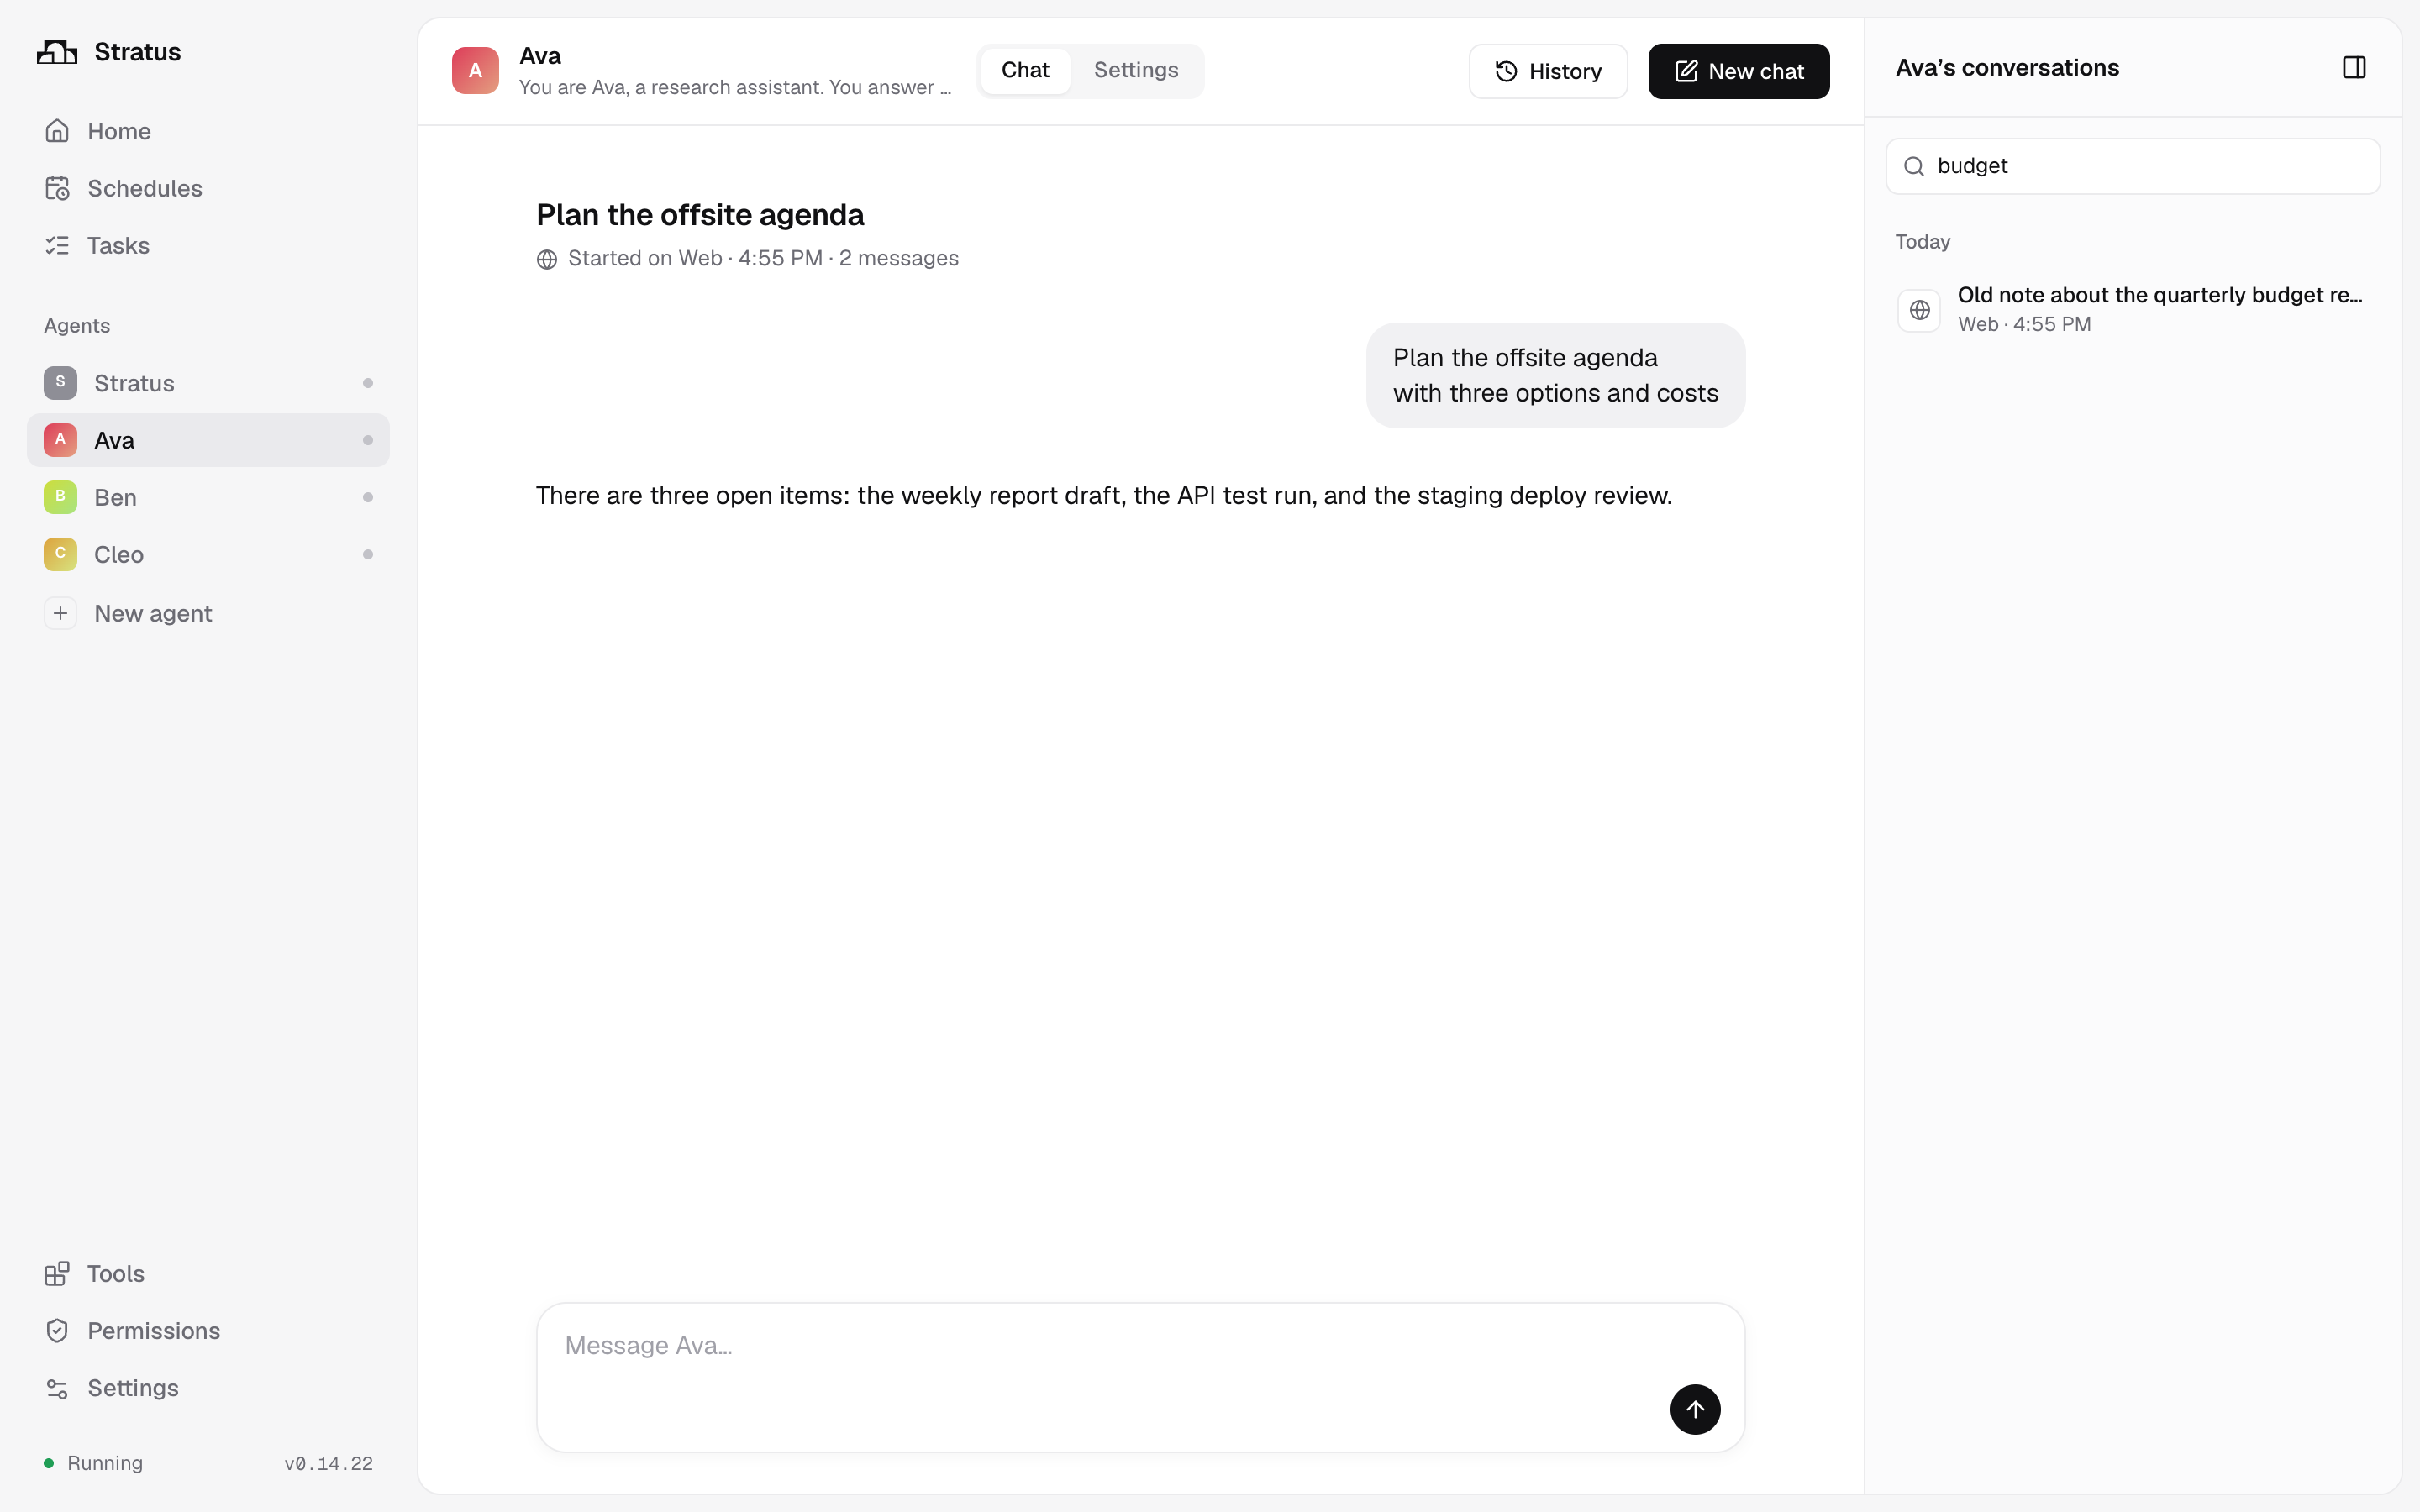 Stratus
Home
Schedules
Tasks
Agents
S Stratus
A Ava
B Ben
C Cleo
New agent
Tools
Permissions
Settings
Running v0.14.22
A
Ava
You are Ava, a research assistant. You answer ...
Chat Settings
History
New chat
Plan the offsite agenda
Started on Web · 4:55 PM · 2 messages
Plan the offsite agenda
with three options and costs
There are three open items: the weekly report draft, the API test run, and the staging deploy review.
Message Ava...
Ava’s conversations
budget
Today
Old note about the quarterly budget re...
Web · 4:55 PM